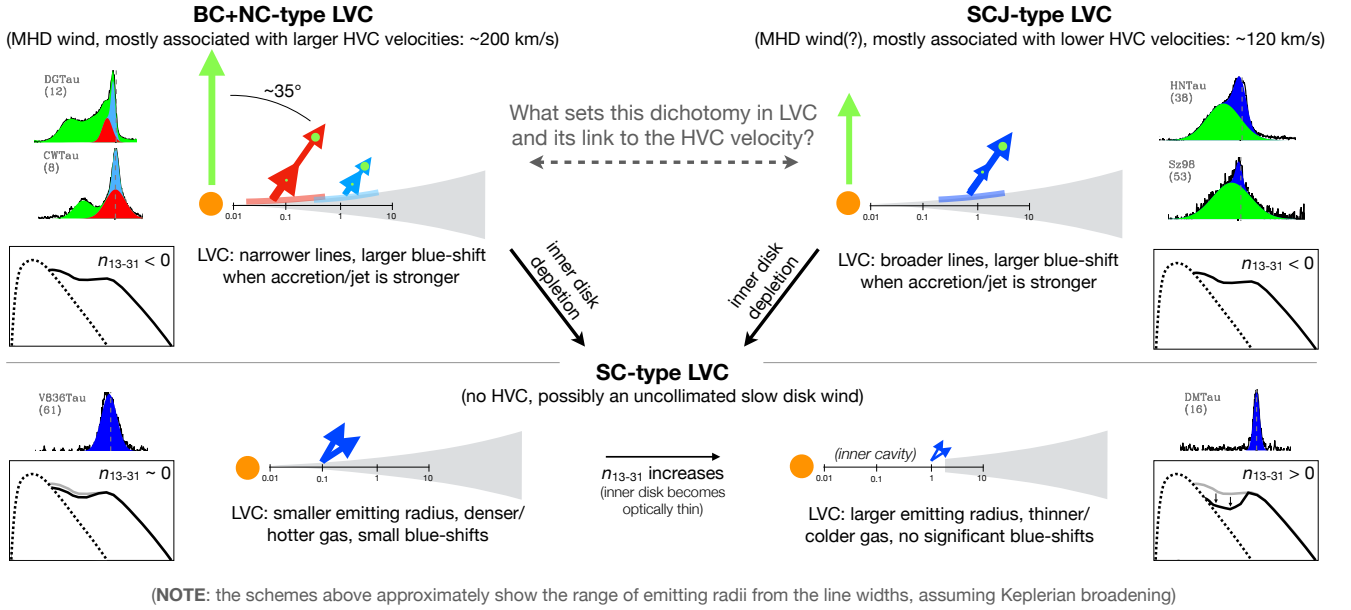 BC+NC-type LVC
(MHD wind, mostly associated with larger HVC velocities: ~200 km/s)
DGTau
(12)
CWTau
(8)
~35°
0.01
0.1
1
10
LVC: narrower lines, larger blue-shift
when accretion/jet is stronger
n13-31 < 0
What sets this dichotomy in LVC
and its link to the HVC velocity?
SCJ-type LVC
(MHD wind(?), mostly associated with lower HVC velocities: ~120 km/s)
HNTau
(38)
Sz98
(53)
0.01
0.1
1
10
LVC: broader lines, larger blue-shift
when accretion/jet is stronger
n13-31 < 0
inner disk
depletion
inner disk
depletion
SC-type LVC
(no HVC, possibly an uncollimated slow disk wind)
V836Tau
(61)
n13-31 ~ 0
0.01
0.1
1
10
LVC: smaller emitting radius, denser/
hotter gas, small blue-shifts
n13-31 increases
(inner disk becomes
optically thin)
(inner cavity)
0.01
0.1
1
10
LVC: larger emitting radius, thinner/
colder gas, no significant blue-shifts
DMTau
(16)
n13-31 > 0
(NOTE: the schemes above approximately show the range of emitting radii from the line widths, assuming Keplerian broadening)